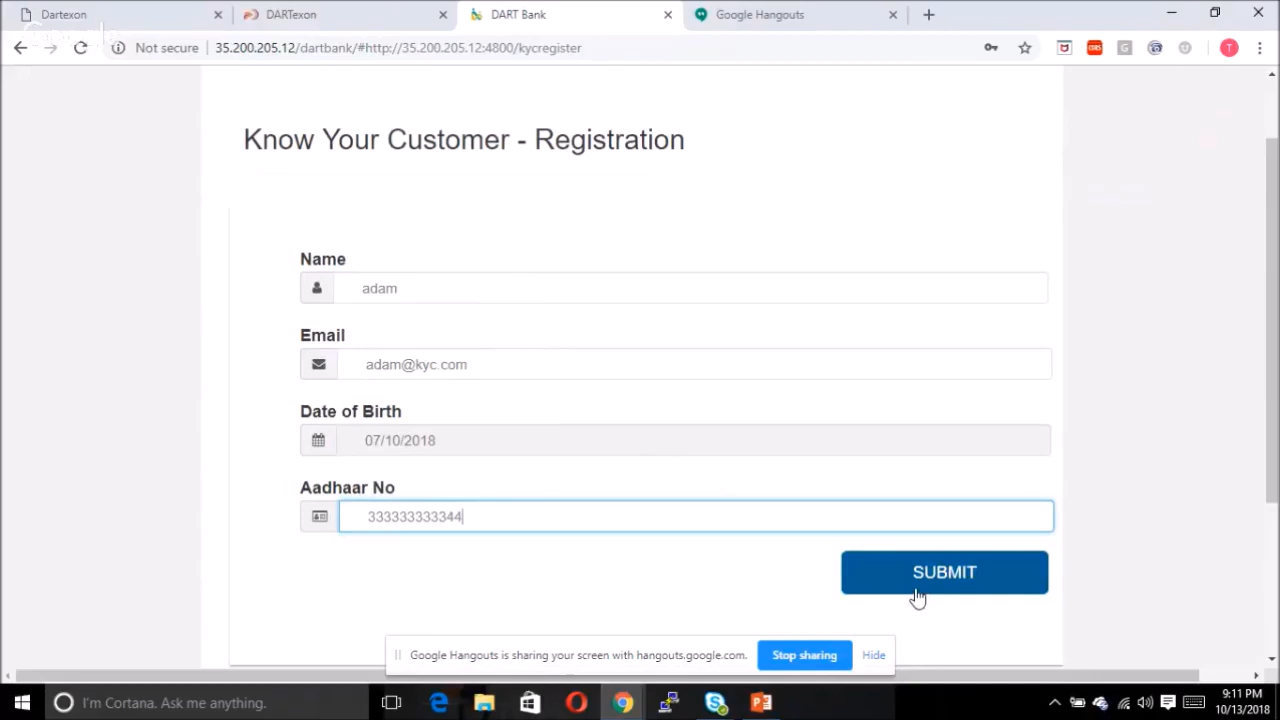 Dartexon
DARTexon
DART Bank
Google Hangouts
Not secure
35.200.205.12/dartbank/#http://35.200.205.12:4800/kycregister
CORS
G
T
Know Your Customer - Registration
Name
adam
Email
adam@kyc.com
Date of Birth
07/10/2018
Aadhaar No
333333333344
SUBMIT
Google Hangouts is sharing your screen with hangouts.google.com.
Stop sharing
Hide
I'm Cortana. Ask me anything.
9:11 PM
10/13/2018